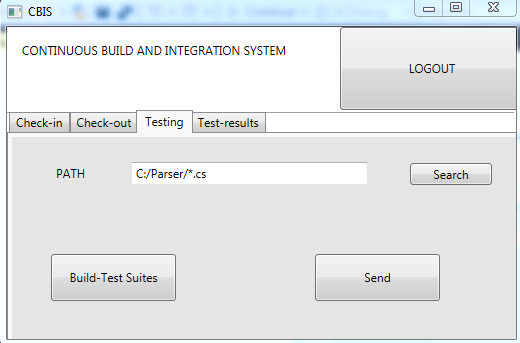 CBIS
CONTINUOUS BUILD AND INTEGRATION SYSTEM
LOGOUT
Check-in Check-out Testing Test-results
PATH C:/Parser/*.cs Search
Build-Test Suites Send